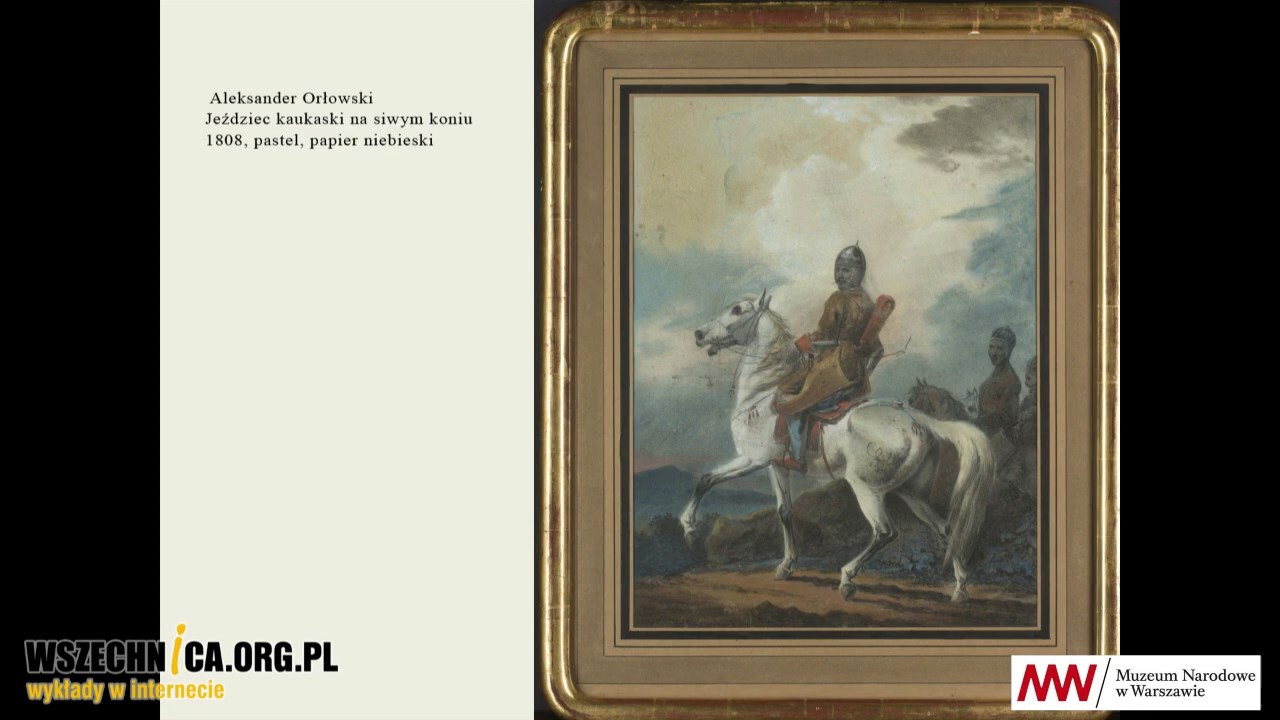 Aleksander Orłowski
Jeździec kaukaski na siwym koniu
1808, pastel, papier niebieski
WSZECHNICA.ORG.PL
wykłady w internecie
MNW
Muzeum Narodowe
w Warszawie